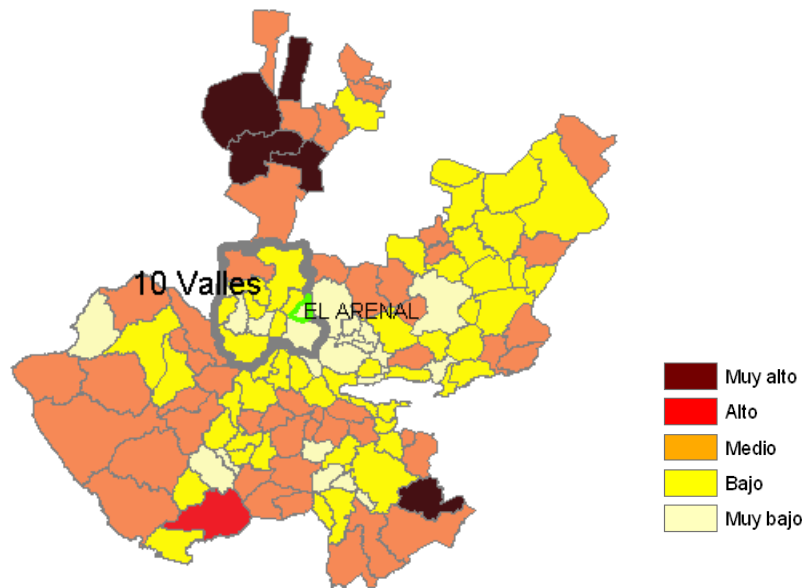 10 Valles
EL ARENAL
Muy alto
Alto
Medio
Bajo
Muy bajo